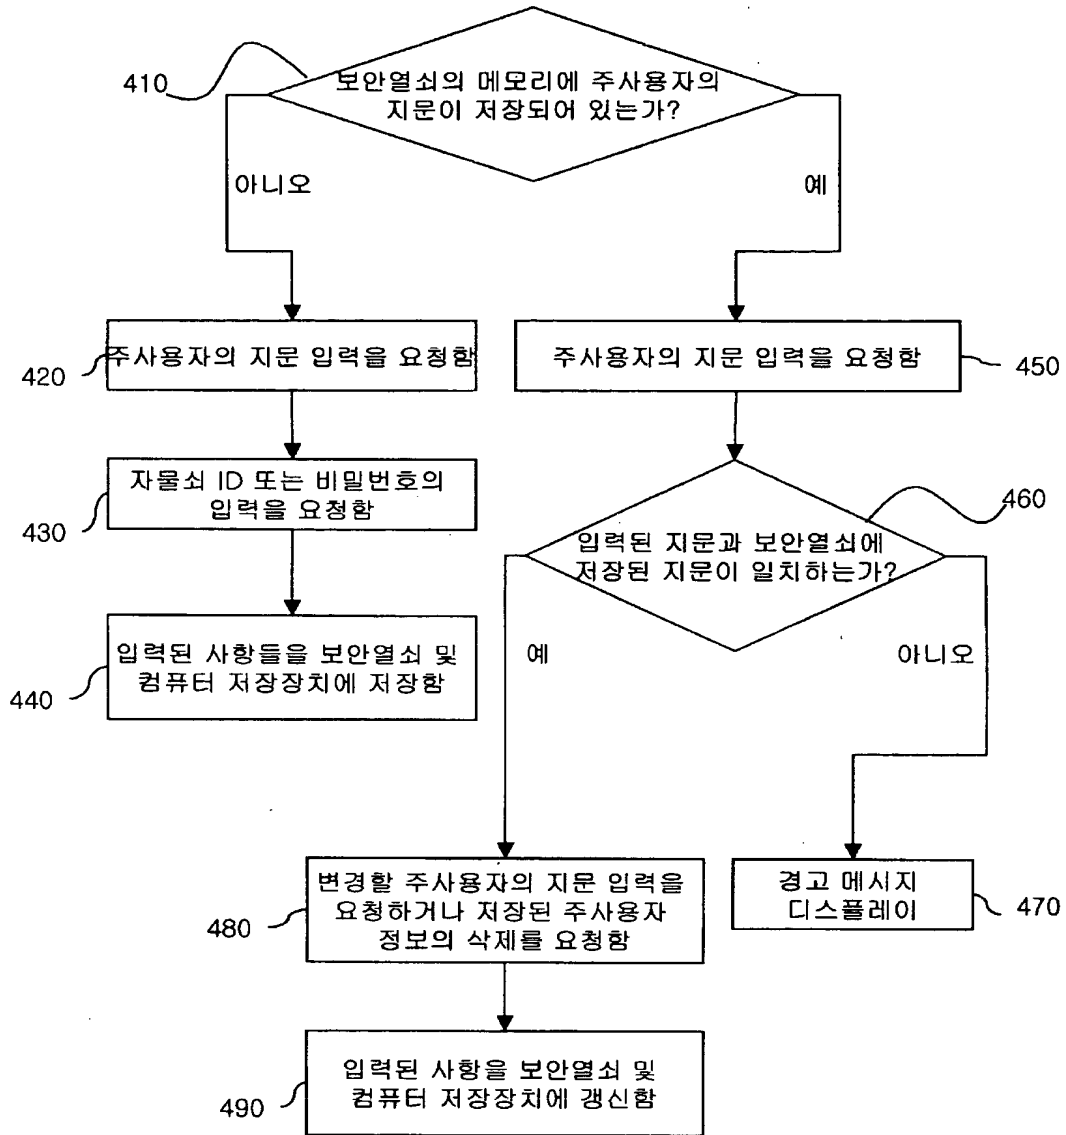 410
보안열쇠의 메모리에 주사용자의
지문이 저장되어 있는가?
아니오
예
주사용자의 지문 입력을 요청함
420
주사용자의 지문 입력을 요청함
450
자물쇠 ID 또는 비밀번호의
입력을 요청함
430
460
입력된 지문과 보안열쇠에
저장된 지문이 일치하는가?
입력된 사항들을 보안열쇠 및
컴퓨터 저장장치에 저장함
440
예
아니오
변경할 주사용자의 지문 입력을
요청하거나 저장된 주사용자
정보의 삭제를 요청함
480
경고 메시지
디스플레이
470
입력된 사항을 보안열쇠 및
컴퓨터 저장장치에 갱신함
490